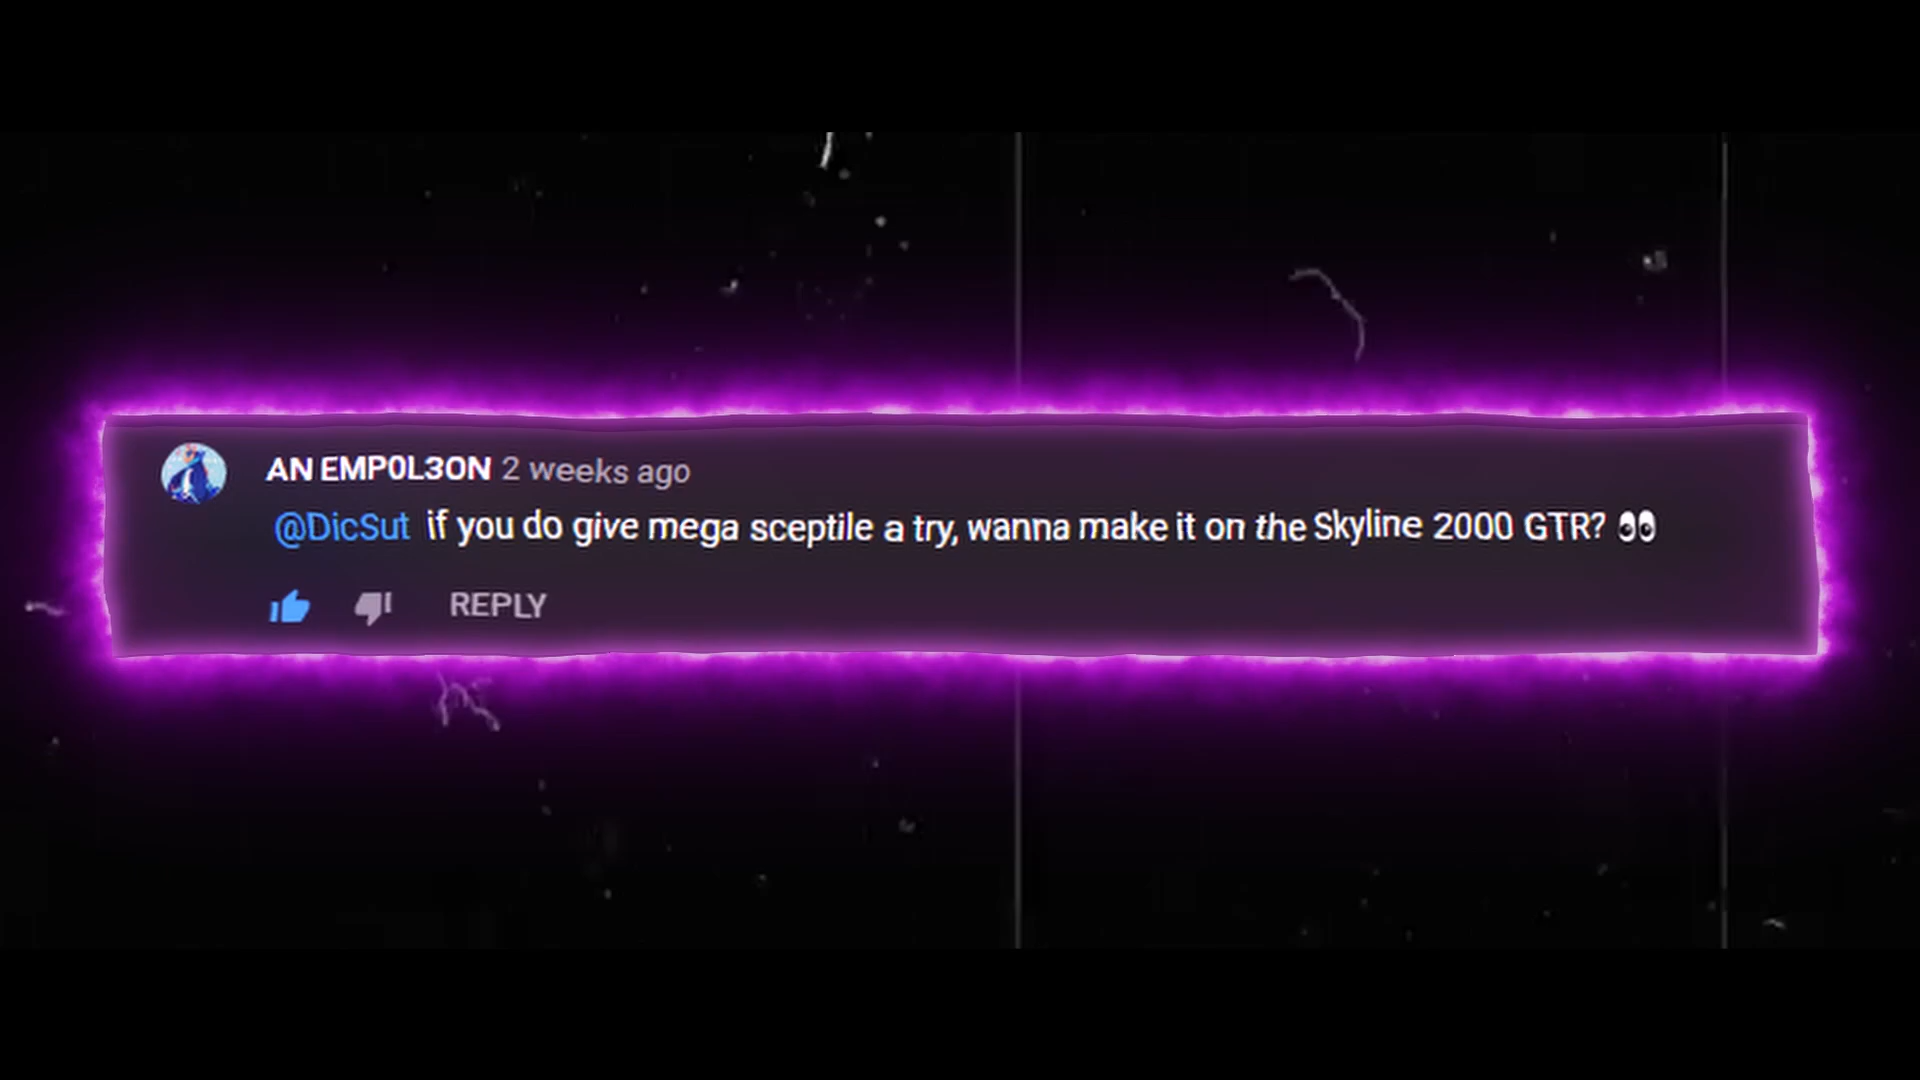 AN EMP0L3ON 2 weeks ago
@DicSut if you do give mega sceptile a try, wanna make it on the Skyline 2000 GTR? 👀
REPLY